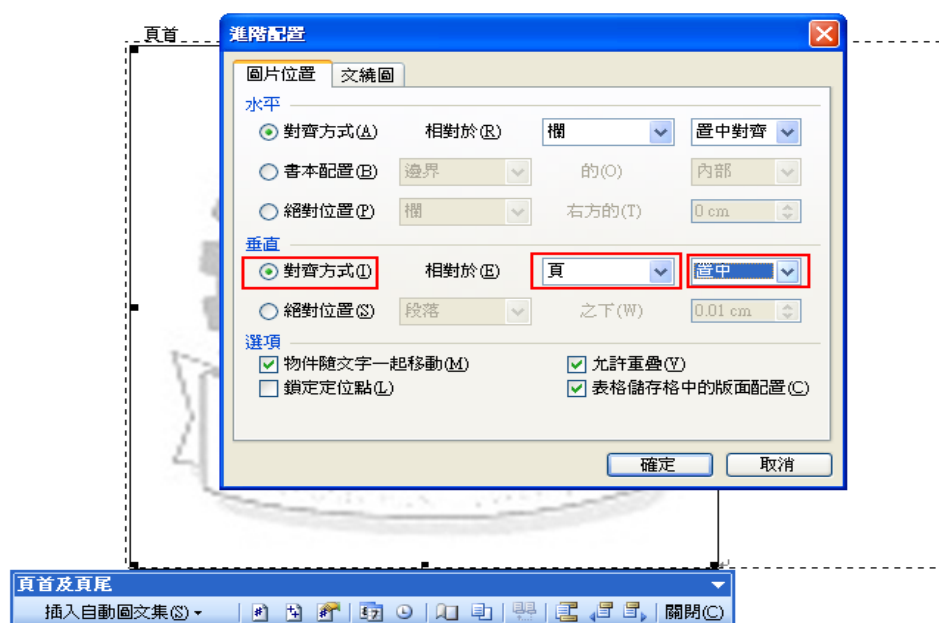 頁首
進階配置
圖片位置 文繞圖
水平
對齊方式(A) 相對於(R) 欄 置中對齊
書本配置(B) 邊界 的(O) 內部
絕對位置(P) 欄 右方的(T) 0 cm
垂直
對齊方式(I) 相對於(E) 頁 置中
絕對位置(S) 段落 之下(W) 0.01 cm
選項
物件隨文字一起移動(M) 允許重疊(V)
鎖定定位點(L) 表格儲存格中的版面配置(C)
確定 取消
頁首及頁尾
插入自動圖文集(S) 關閉(C)